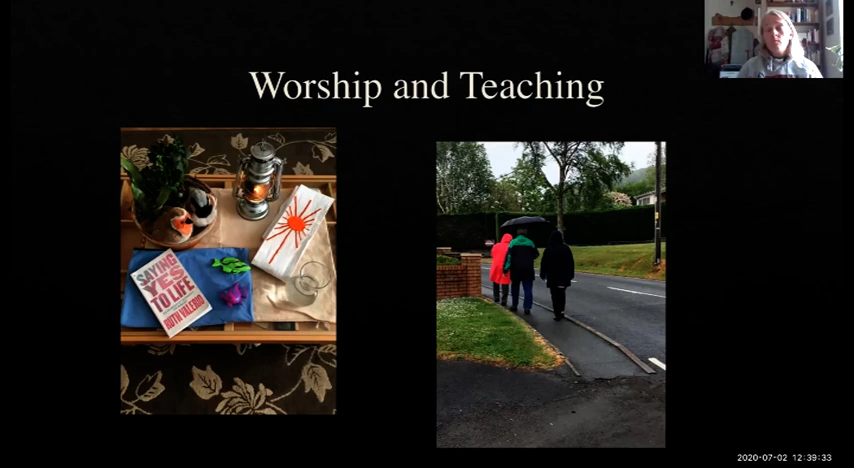 Worship and Teaching
SAYING
YES
TO LIFE
RUTH VALERIO
2020-07-02 12:39:33